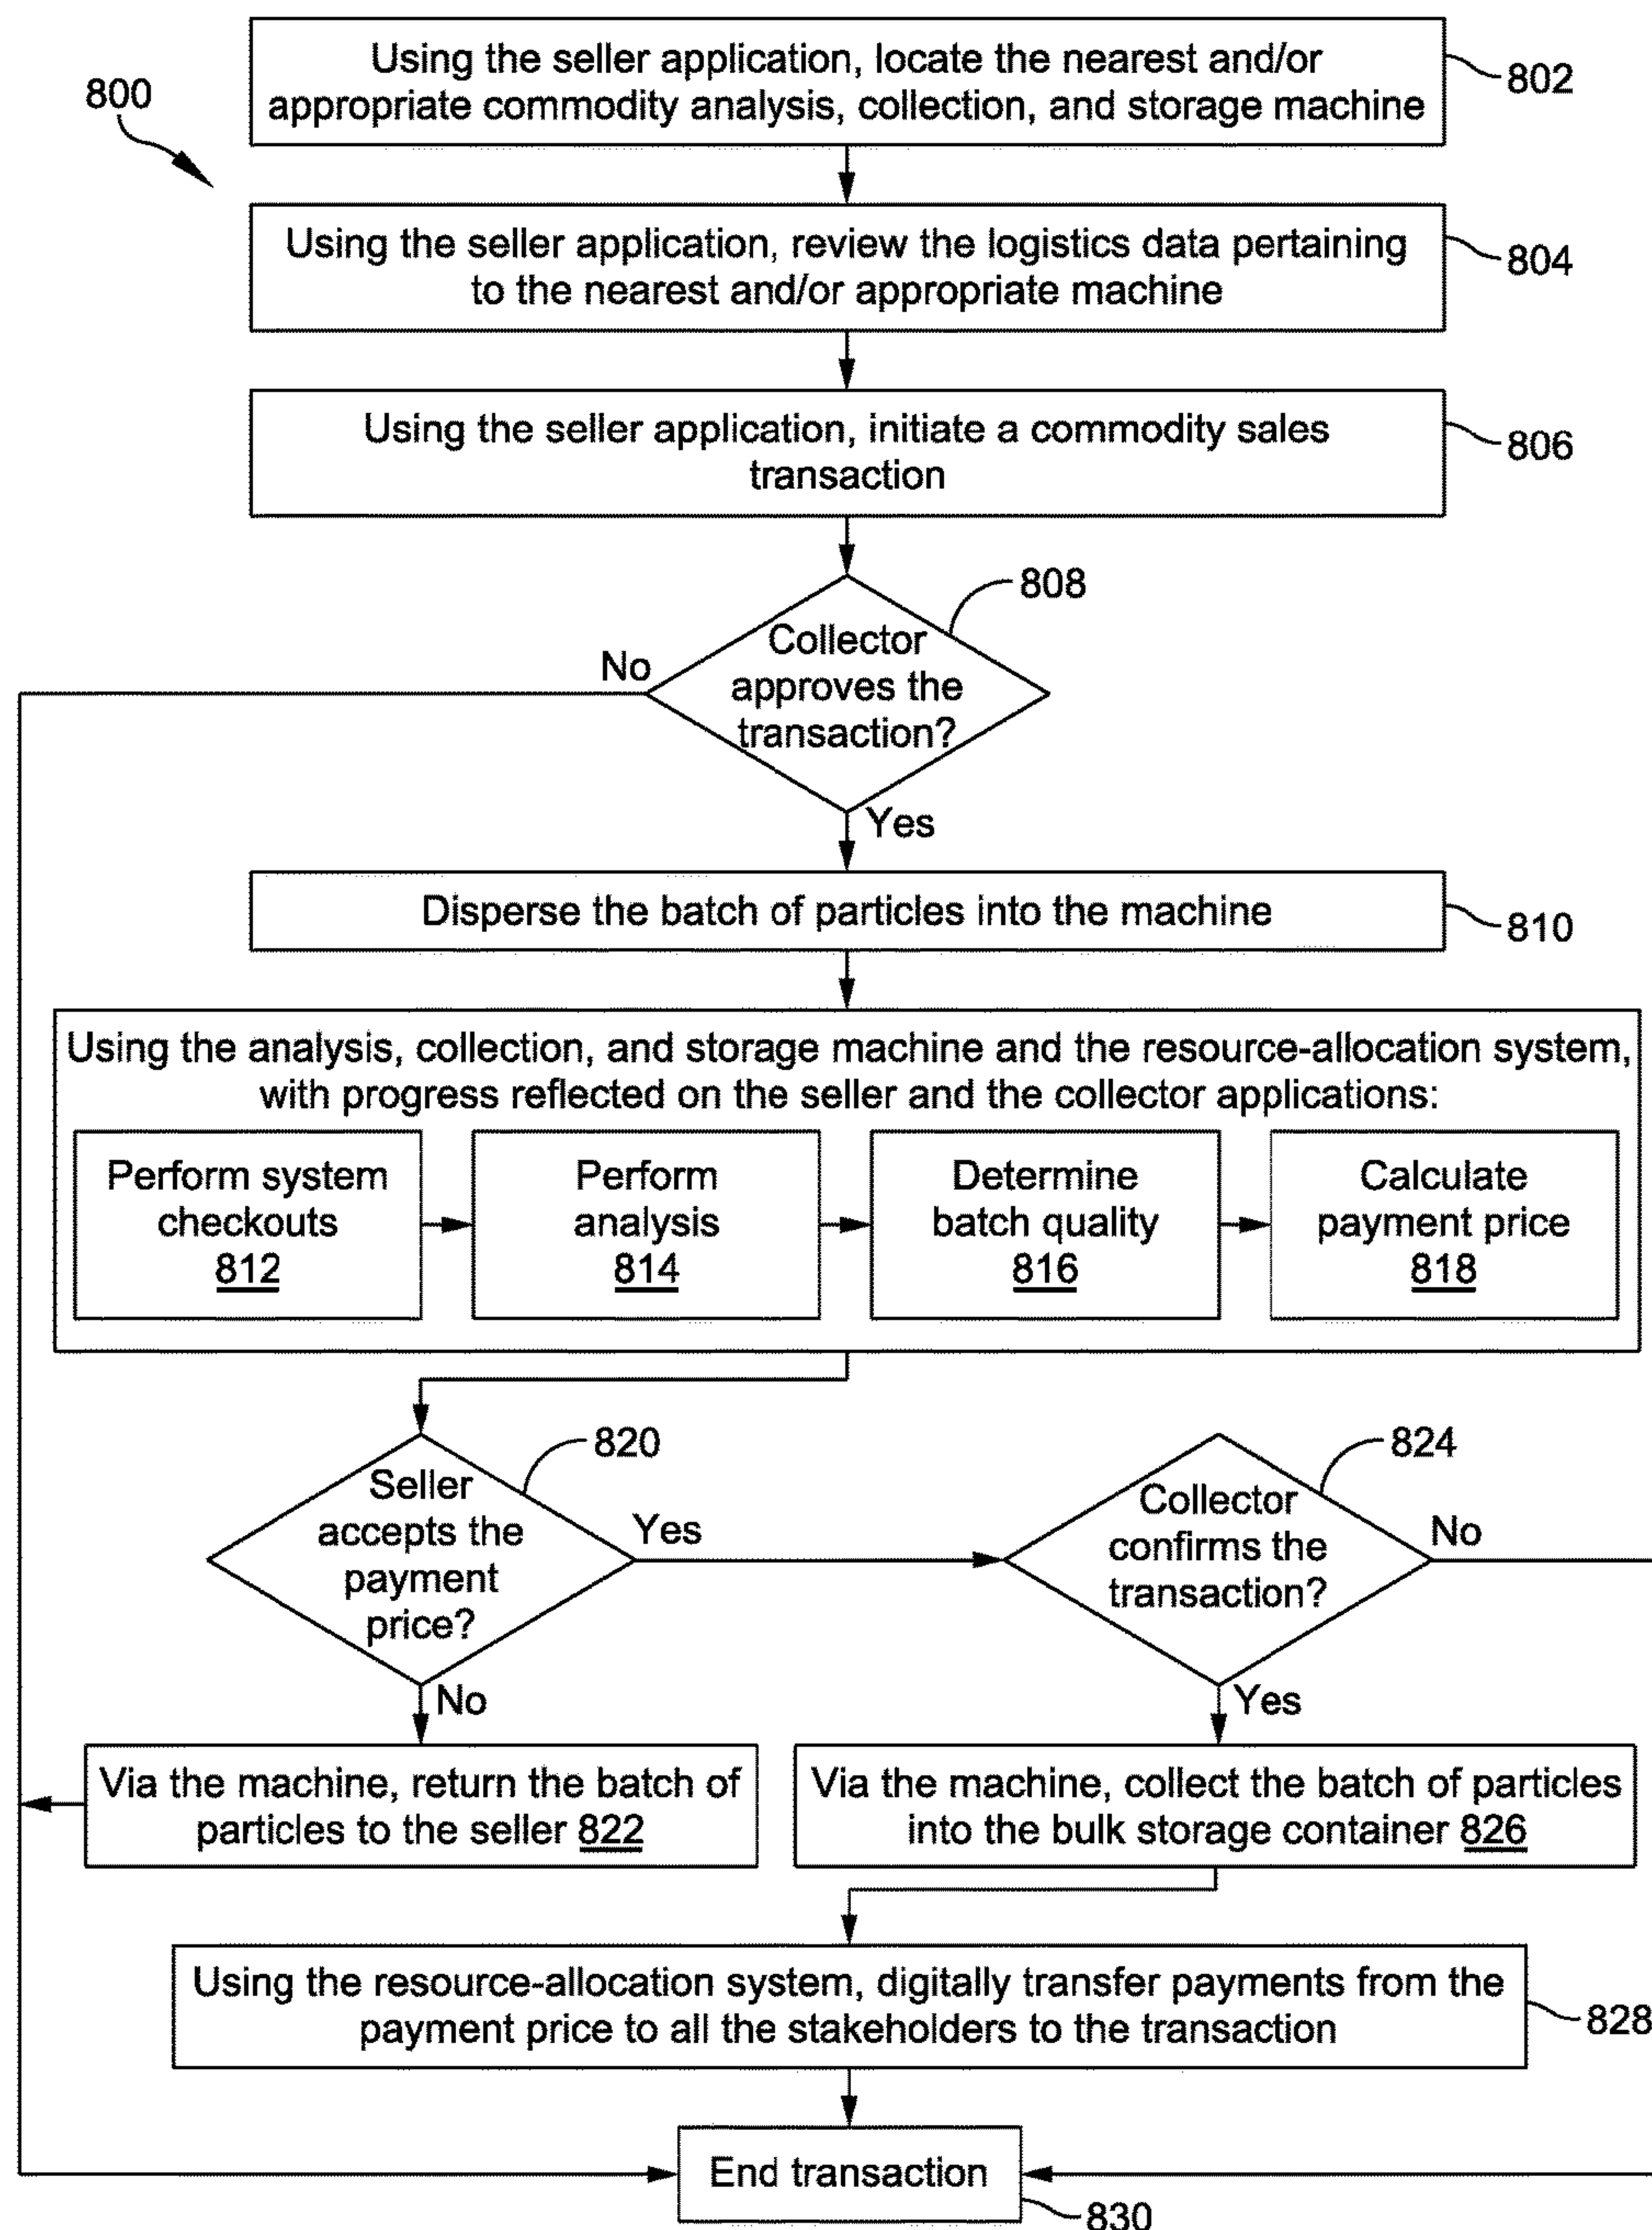 800
Using the seller application, locate the nearest and/or
appropriate commodity analysis, collection, and storage machine
802
Using the seller application, review the logistics data pertaining
to the nearest and/or appropriate machine
804
Using the seller application, initiate a commodity sales
transaction
806
808
Collector
approves the
transaction?
No
Yes
Disperse the batch of particles into the machine
810
Using the analysis, collection, and storage machine and the resource-allocation system,
with progress reflected on the seller and the collector applications:
Perform system
checkouts
812
Perform
analysis
814
Determine
batch quality
816
Calculate
payment price
818
820
Seller
accepts the
payment
price?
Yes
No
824
Collector
confirms the
transaction?
No
Yes
Via the machine, return the batch of
particles to the seller 822
Via the machine, collect the batch of particles
into the bulk storage container 826
Using the resource-allocation system, digitally transfer payments from the
payment price to all the stakeholders to the transaction
828
End transaction
830